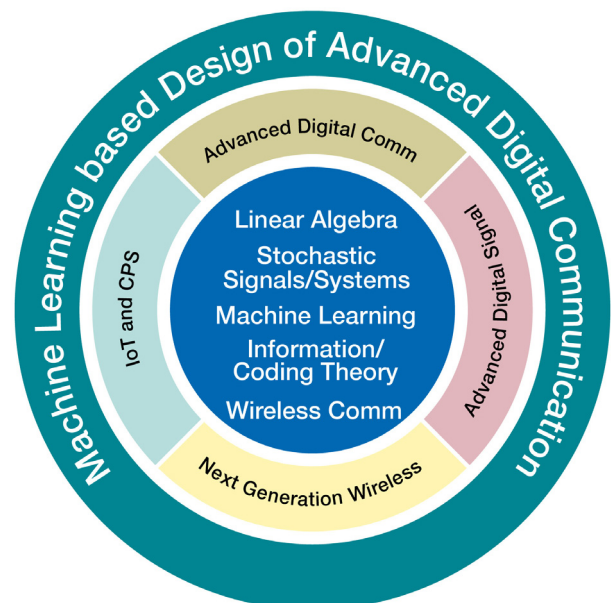 Machine Learning based Design of Advanced Digital Communication
Advanced Digital Comm
IoT and CPS
Advanced Digital Signal
Next Generation Wireless
Linear Algebra
Stochastic
Signals/Systems
Machine Learning
Information/
Coding Theory
Wireless Comm